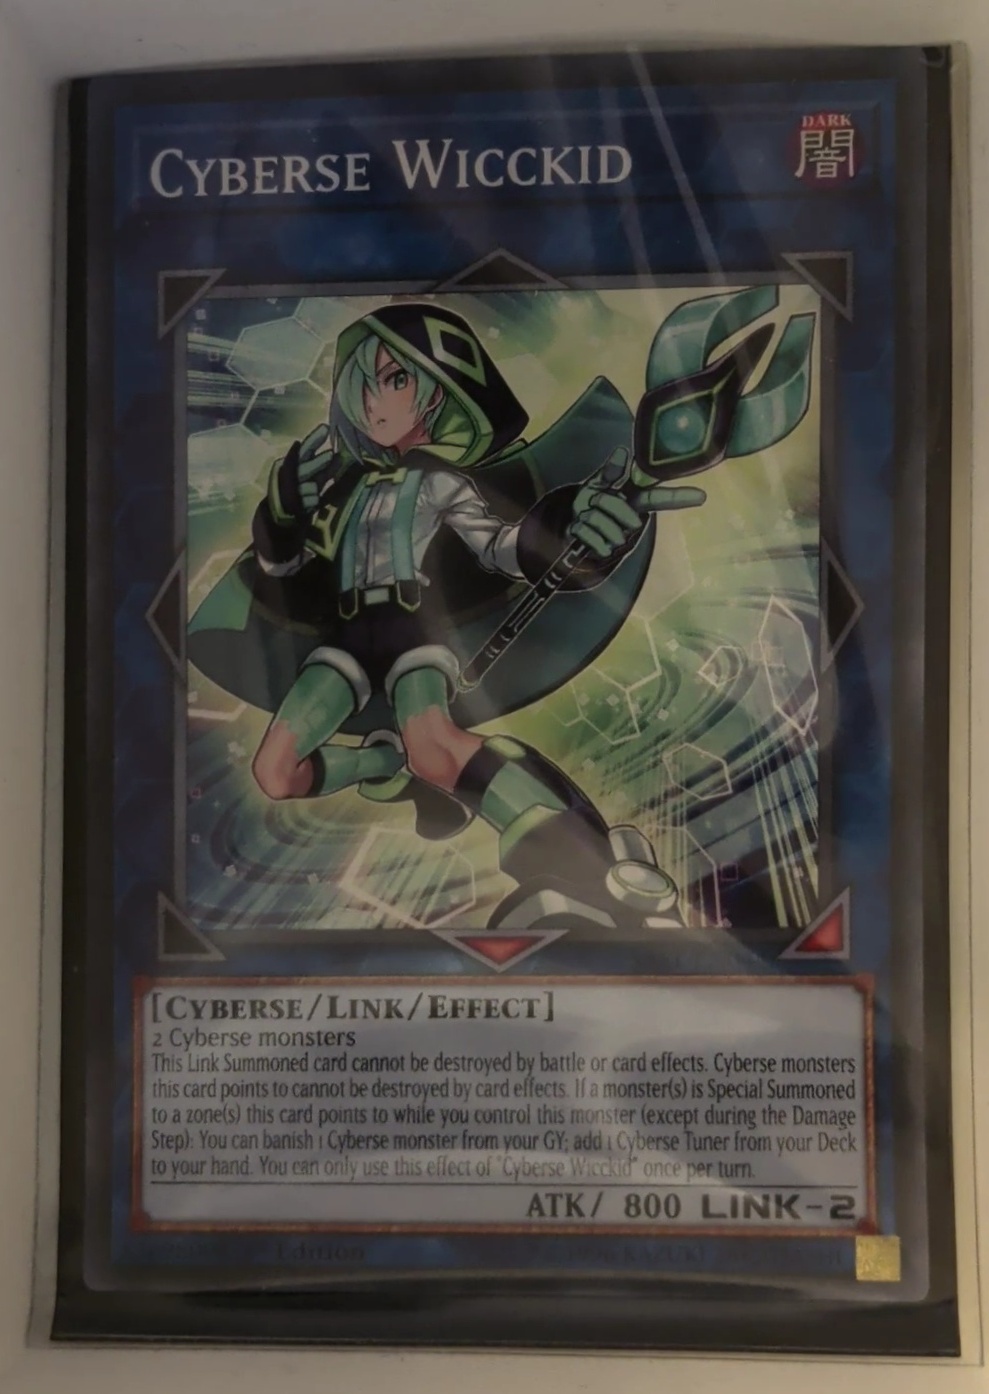 CYBERSE WICCKID
DARK
闇
[CYBERSE/LINK/EFFECT]
2 Cyberse monsters
This Link Summoned card cannot be destroyed by battle or card effects. Cyberse monsters
this card points to cannot be destroyed by card effects. If a monster(s) is Special Summoned
to a zone(s) this card points to while you control this monster (except during the Damage
Step): You can banish 1 Cyberse monster from your GY; add 1 Cyberse Tuner from your Deck
to your hand. You can only use this effect of "Cyberse Wicckid" once per turn.
ATK/ 800 LINK-2
Edition